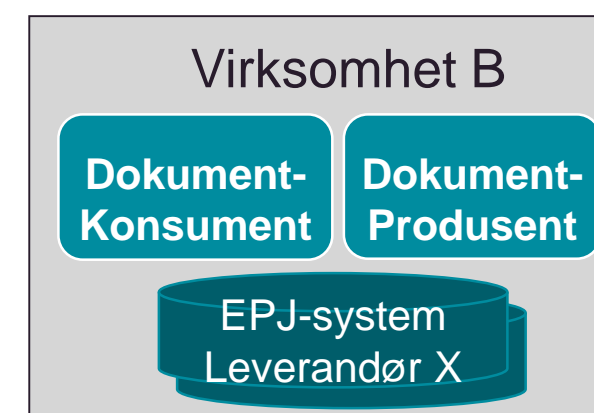 Virksomhet B
Dokument-
Konsument
Dokument-
Produsent
EPJ-system
Leverandør X